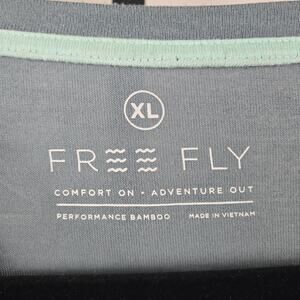 XL
FREE FLY
COMFORT ON • ADVENTURE OUT
PERFORMANCE BAMBOO MADE IN VIETNAM